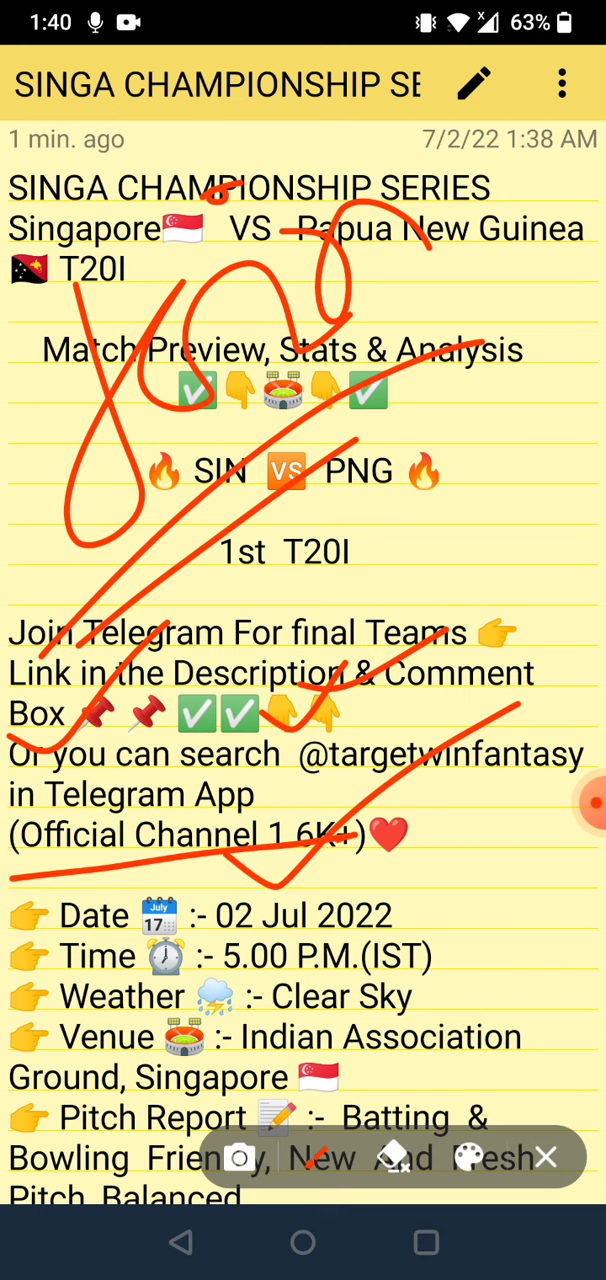 1:40 63%
SINGA CHAMPIONSHIP SE
1 min. ago 7/2/22 1:38 AM
SINGA CHAMPIONSHIP SERIES
Singapore🇸🇬 VS Papua New Guinea
🇵🇬 T20I
Match Preview, Stats & Analysis
✅👇🏟️👇✅
🔥 SIN 🆚 PNG 🔥
1st T20I
Join Telegram For final Teams 👉
Link in the Description & Comment
Box 📌 📌 ✅✅👇👇
Or you can search @targetwinfantasy
in Telegram App
(Official Channel 1.6K+)❤️
👉 Date 📅 :- 02 Jul 2022
👉 Time ⏰ :- 5.00 P.M.(IST)
👉 Weather ⛈️ :- Clear Sky
👉 Venue 🏟️ :- Indian Association
Ground, Singapore 🇸🇬
👉 Pitch Report 📝 :- Batting &
Bowling Friendly, New And Fresh
Pitch Balanced